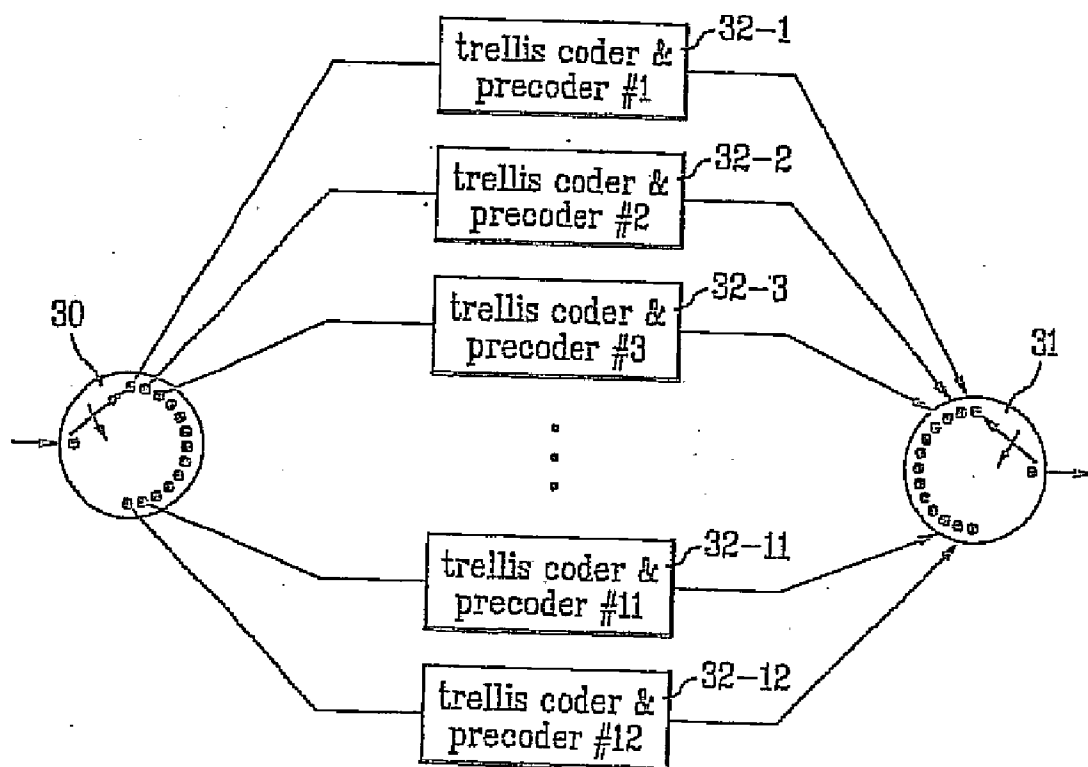 32-1
trellis coder &
precoder #1
32-2
trellis coder &
precoder #2
32-3
trellis coder &
precoder #3
30
31
32-11
trellis coder &
precoder #11
32-12
trellis coder &
precoder #12